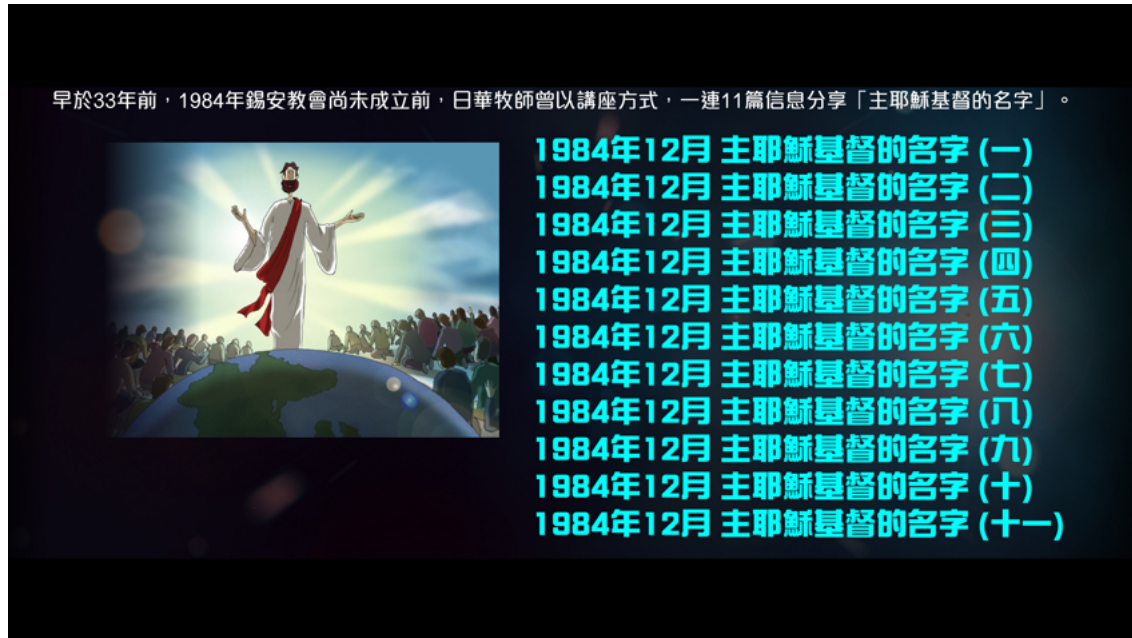 早於33年前，1984年錫安教會尚未成立前，日華牧師曾以講座方式，一連11篇信息分享「主耶穌基督的名字」。
1984年12月 主耶穌基督的名字 (一)
1984年12月 主耶穌基督的名字 (二)
1984年12月 主耶穌基督的名字 (三)
1984年12月 主耶穌基督的名字 (四)
1984年12月 主耶穌基督的名字 (五)
1984年12月 主耶穌基督的名字 (六)
1984年12月 主耶穌基督的名字 (七)
1984年12月 主耶穌基督的名字 (八)
1984年12月 主耶穌基督的名字 (九)
1984年12月 主耶穌基督的名字 (十)
1984年12月 主耶穌基督的名字 (十一)